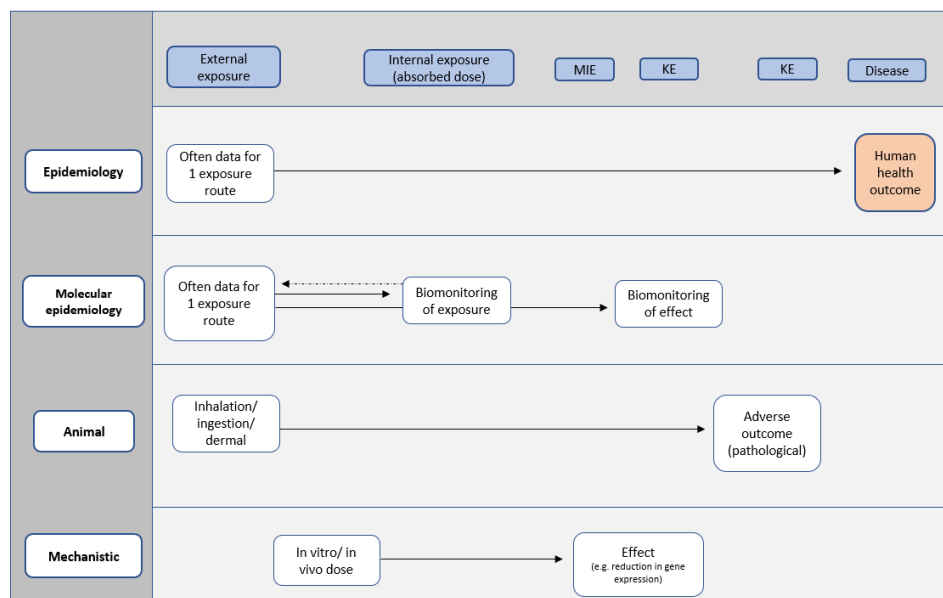 External
exposure
Internal exposure
(absorbed dose)
MIE
KE
KE
Disease
Epidemiology
Often data for
1 exposure
route
Human
health
outcome
Molecular
epidemiology
Often data for
1 exposure
route
Biomonitoring
of exposure
Biomonitoring
of effect
Animal
Inhalation/
ingestion/
dermal
Adverse
outcome
(pathological)
Mechanistic
In vitro/ in
vivo dose
Effect
(e.g. reduction in gene
expression)